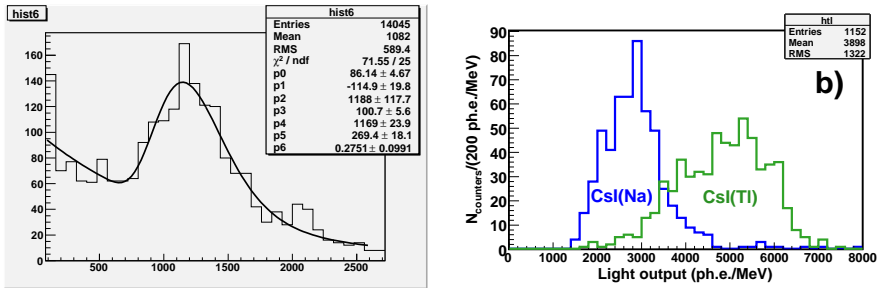 hist6
hist6
Entries 14045
Mean 1082
RMS 589.4
χ² / ndf 71.55 / 25
p0 86.14 ± 4.67
p1 -114.9 ± 19.8
p2 1188 ± 117.7
p3 100.7 ± 5.6
p4 1169 ± 23.9
p5 269.4 ± 18.1
p6 0.2751 ± 0.0991
160
140
120
100
80
60
40
20
0
500 1000 1500 2000 2500
htl
Entries 1152
Mean 3898
RMS 1322
b)
N counters/(200 ph.e./MeV)
90
80
70
60
50
40
30
20
10
0
CsI(Na)
CsI(Tl)
0 1000 2000 3000 4000 5000 6000 7000 8000
Light output (ph.e./MeV)